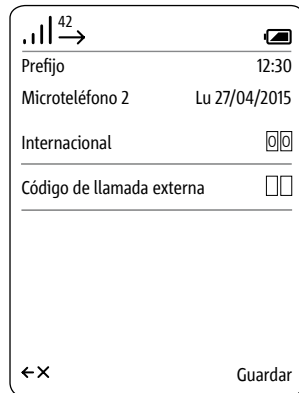 42
Prefijo 12:30
Microteléfono 2 Lu 27/04/2015
Internacional 00
Código de llamada externa
Guardar